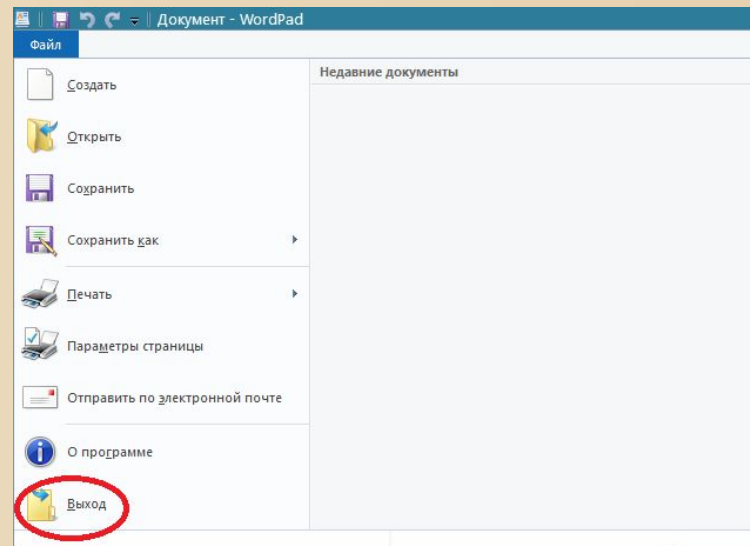 Документ - WordPad
Файл
Недавние документы
Создать
Открыть
Сохранить
Сохранить как
Печать
Параметры страницы
Отправить по электронной почте
О программе
Выход